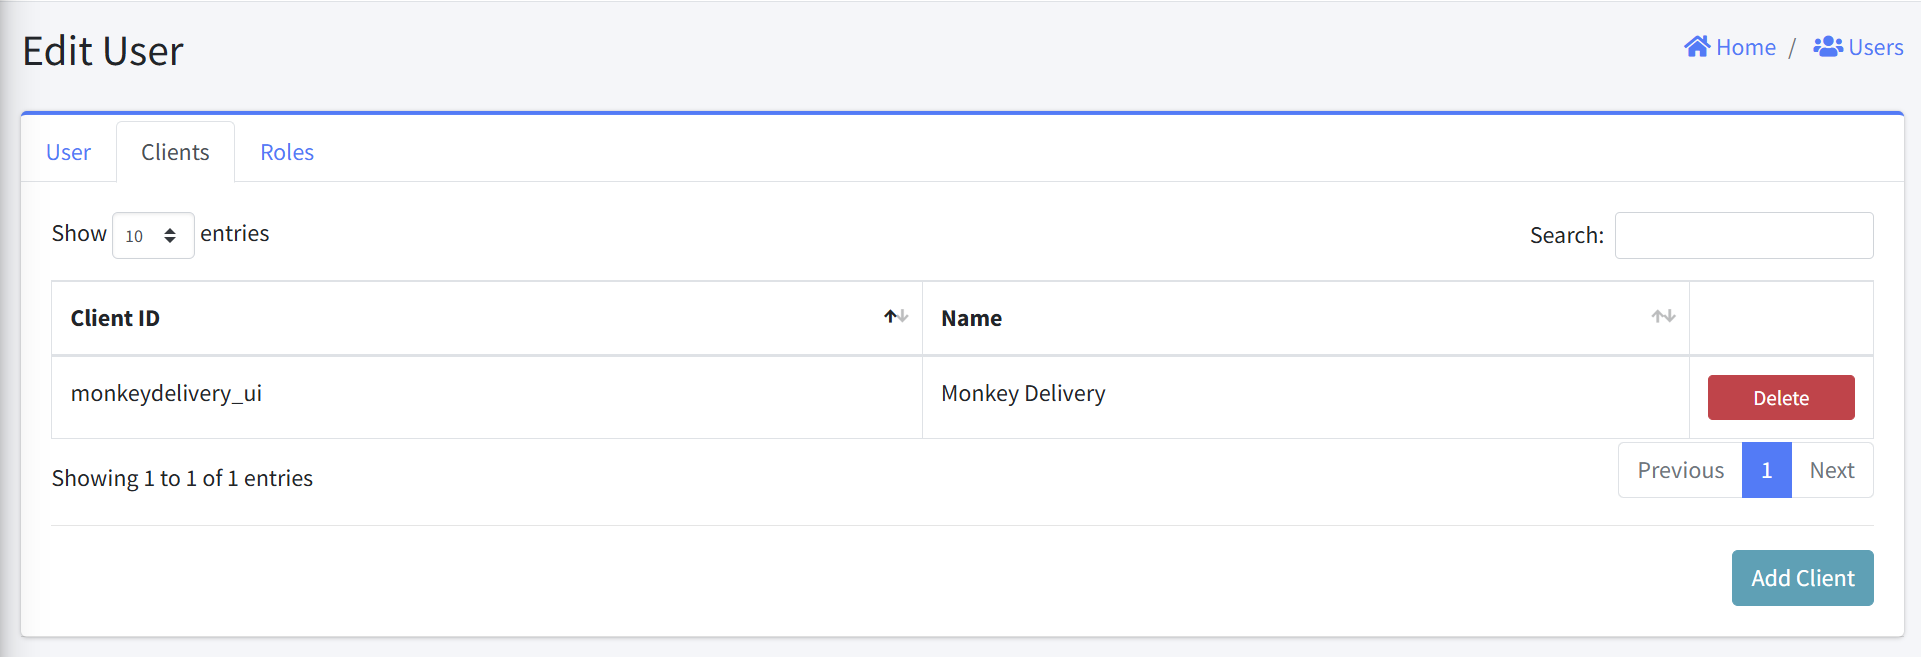 Edit User
Home / Users
User Clients Roles
Show 10 entries Search:
Client ID Name
monkeydelivery_ui Monkey Delivery Delete
Showing 1 to 1 of 1 entries Previous 1 Next
Add Client